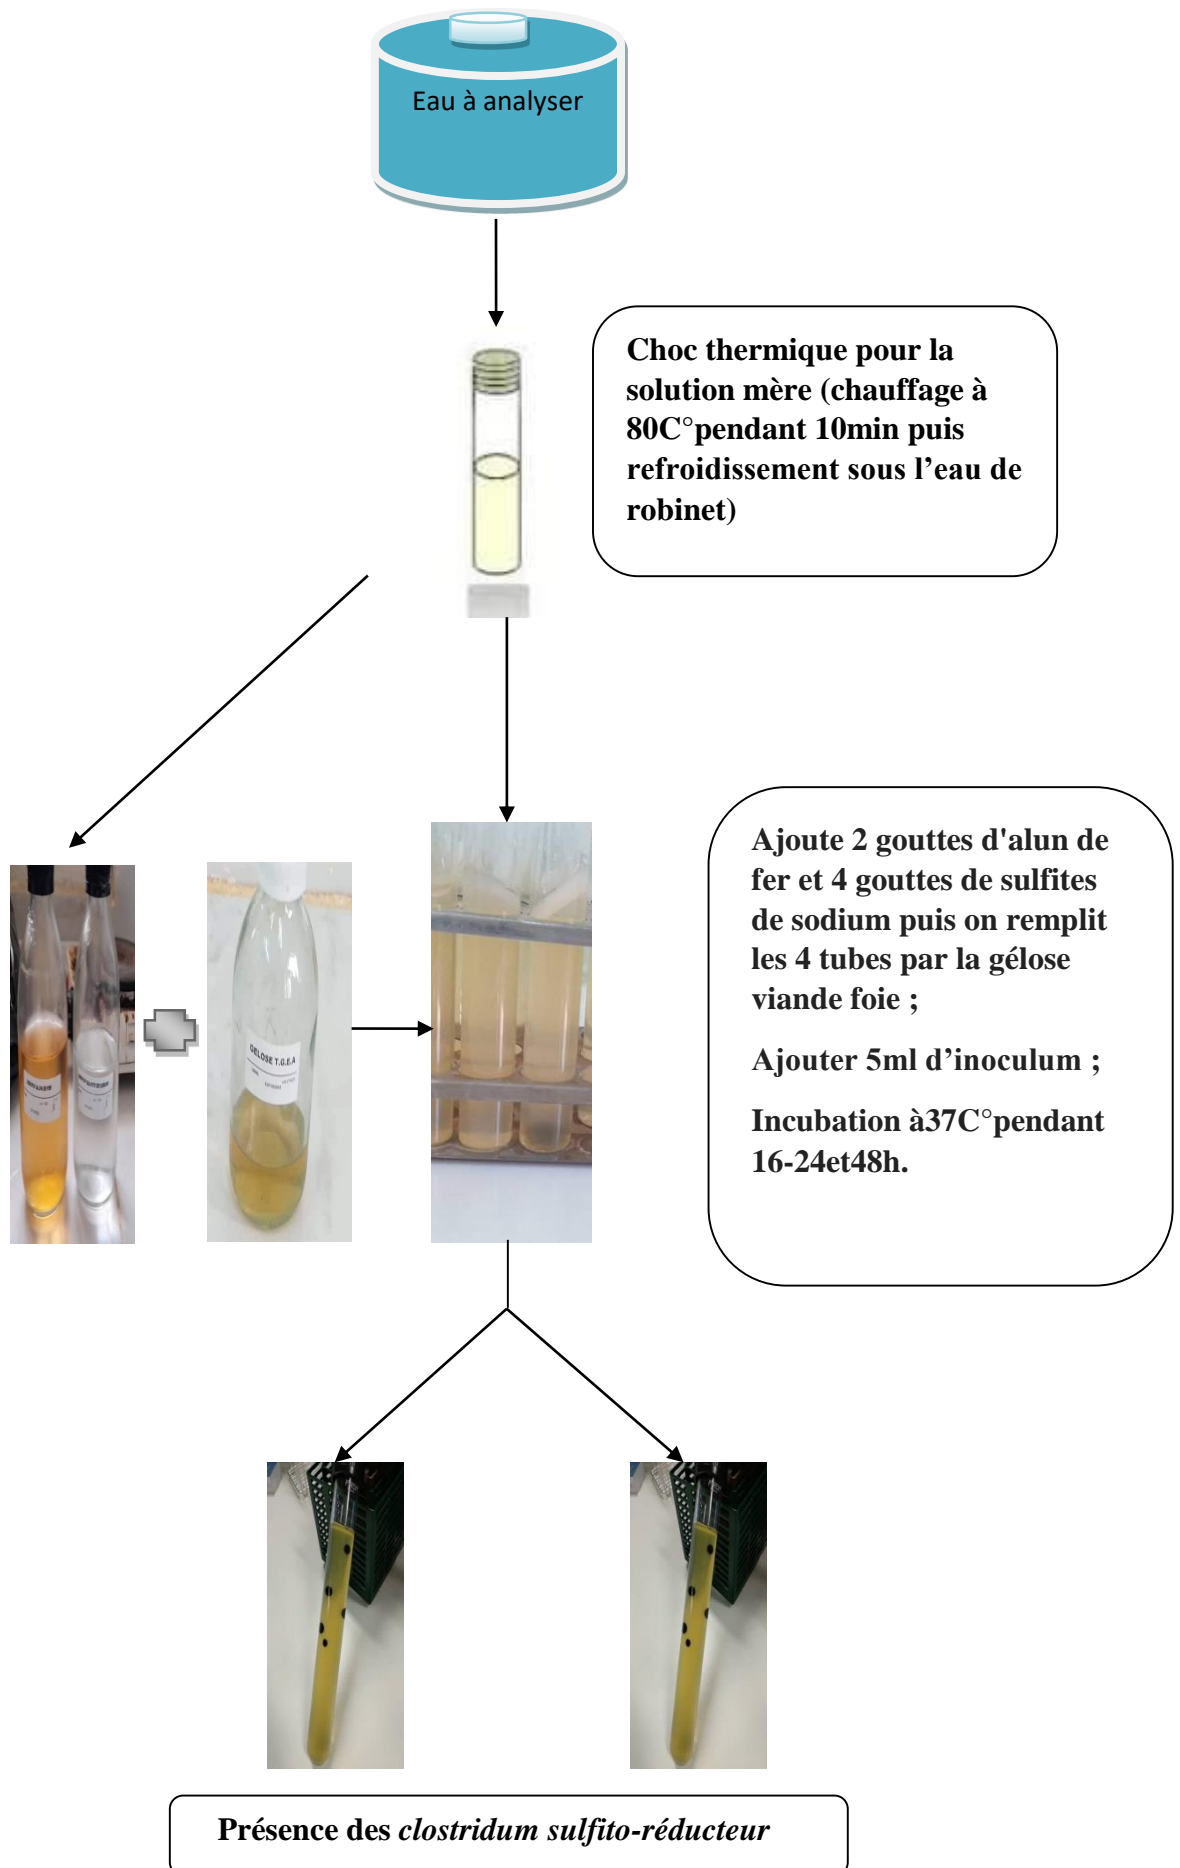 Eau à analyser
Choc thermique pour la
solution mère (chauffage à
80C°pendant 10min puis
refroidissement sous l’eau de
robinet)
Ajoute 2 gouttes d'alun de
fer et 4 gouttes de sulfites
de sodium puis on remplit
les 4 tubes par la gélose
viande foie ;
Ajouter 5ml d’inoculum ;
Incubation à37C°pendant
16-24et48h.
GELOSE T.G.E.A
Présence des clostridum sulfito-réducteur